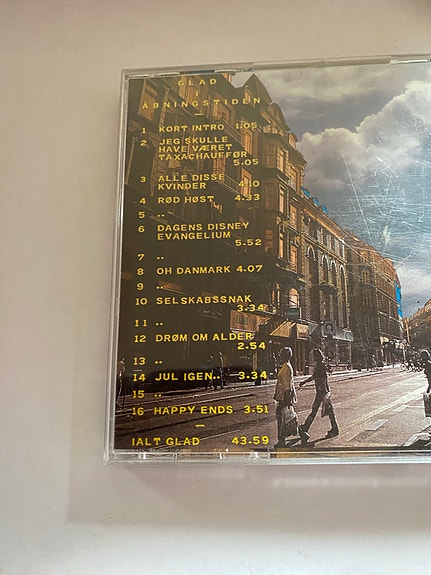 GLAD
I
ÅBNINGSTIDEN
—
1 KORT INTRO 1.05
2 JEG SKULLE
HAVE VÆRET
TAXACHAUFFØR
5.05
3 ALLE DISSE
KVINDER 4.10
4 RØD HØST 4.33
5 ..
6 DAGENS DISNEY
EVANGELIUM
5.52
7 ..
8 OH DANMARK 4.07
9 ..
10 SELSKABSSNAK
3.34
11 ..
12 DRØM OM ALDER
2.54
13 ..
14 JUL IGEN.. 3.34
15 ..
16 HAPPY ENDS 3.51
—
IALT GLAD 43.59